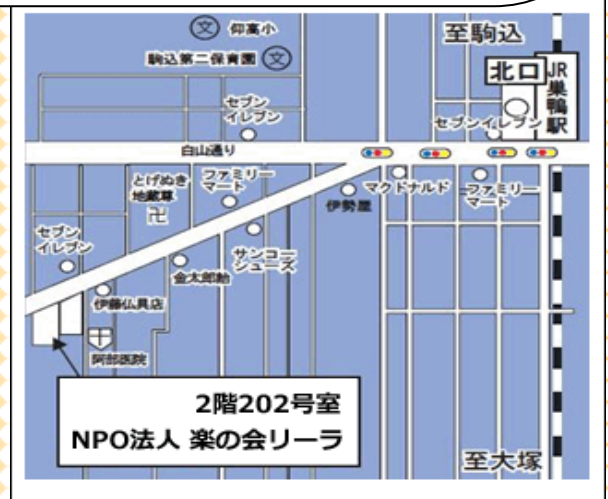 文 仰高小
至駒込
駒込第二保育園 文
北口
JR巣鴨駅
セブン
イレブン
セブンイレブン
白山通り
とげぬき
地蔵尊
卍
ファミリー
マート
マクドナルド
ファミリー
マート
伊勢屋
セブン
イレブン
サンコー
シューズ
金太郎飴
伊藤仏具店
阿部医院
2階202号室
NPO法人 楽の会リーラ
至大塚